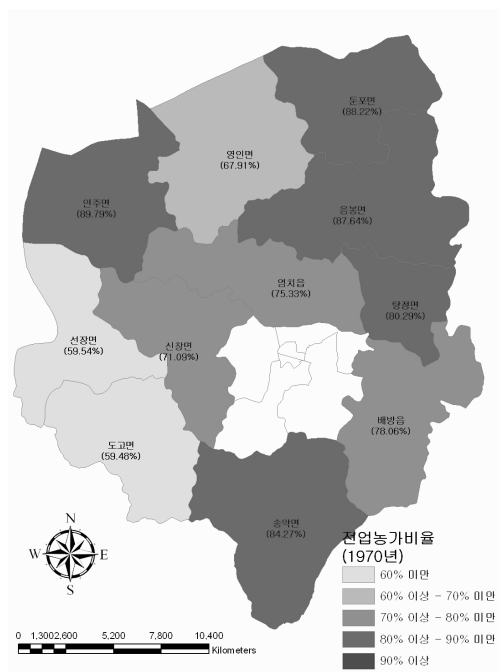 둔포면
(88.22%)
영인면
(67.91%)
인주면
(89.79%)
음봉면
(87.64%)
염치읍
(75.33%)
탕정면
(80.29%)
선장면
(59.54%)
신창면
(71.09%)
배방읍
(78.06%)
도고면
(59.48%)
송악면
(84.27%)
N
W
E
S
전업농가비율
(1970년)
60% 미만
60% 이상 - 70% 미만
70% 이상 - 80% 미만
80% 이상 - 90% 미만
90% 이상
0 1,3002,600 5,200 7,800 10,400
Kilometers